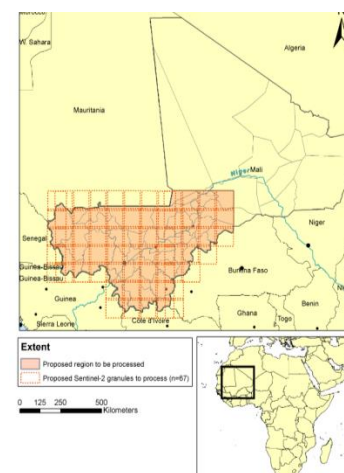 Morocco
W. Sahara
Algeria
N
Mauritania
Niger
Mali
Senegal
Niger
Guinea-Bissau
Guinea-Bissau
Burkina Faso
Guinea
Benin
Ghana
Togo
Sierra Leone
Cote d'Ivoire
Extent
Proposed region to be processed
Proposed Sentinel-2 granules to process (n=67)
0 125 250 500
Kilometers